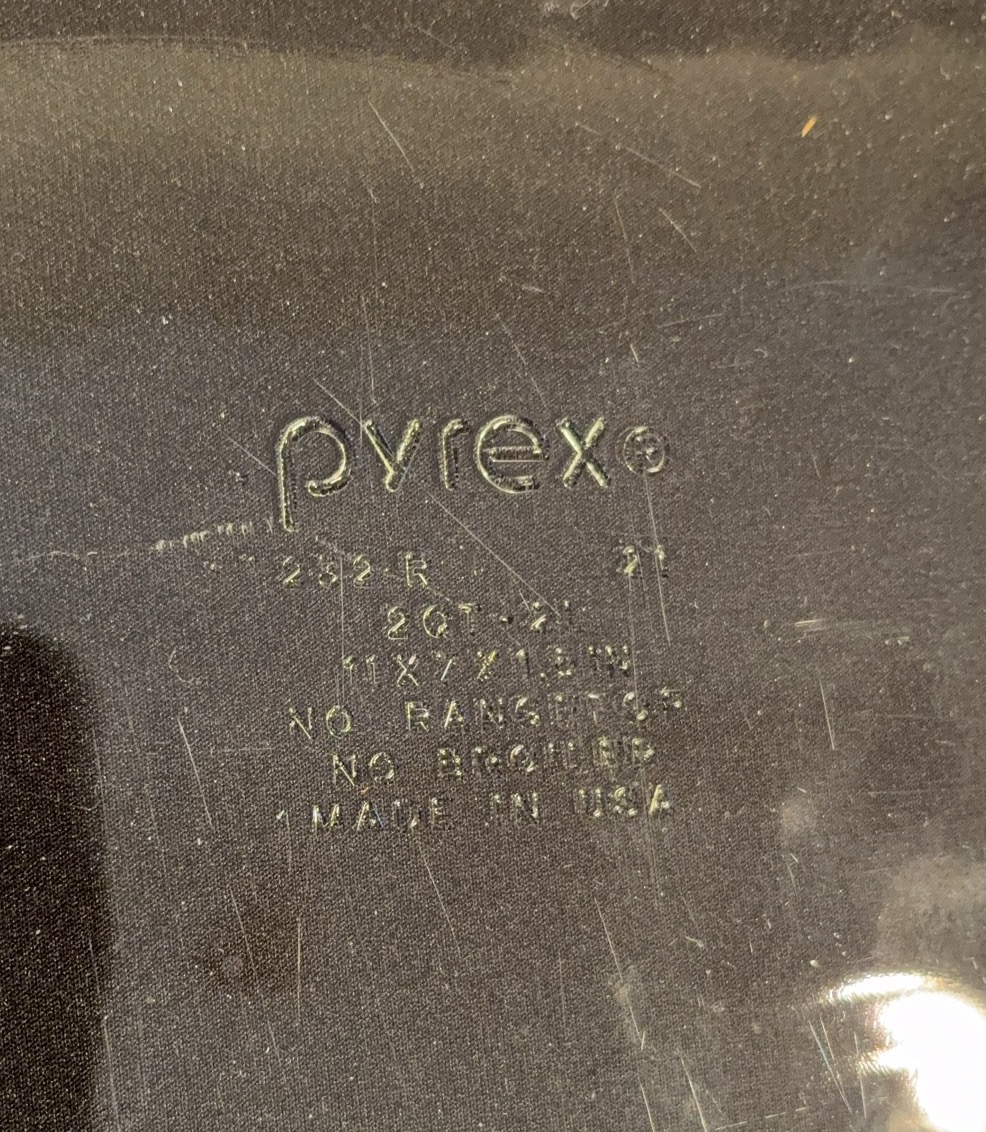 pyrex®
232-R 21
2QT-2L
11X7X1.5IN
NO RANGETOP
NO BROILER
MADE IN USA